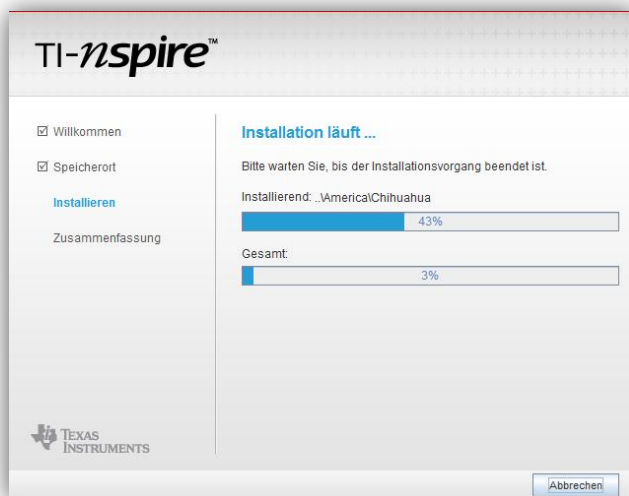 TI-nspire™
Willkommen
Speicherort
Installieren
Zusammenfassung
Installation läuft ...
Bitte warten Sie, bis der Installationsvorgang beendet ist.
Installierend: ..\America\Chihuahua
43%
Gesamt:
3%
TEXAS
INSTRUMENTS
Abbrechen